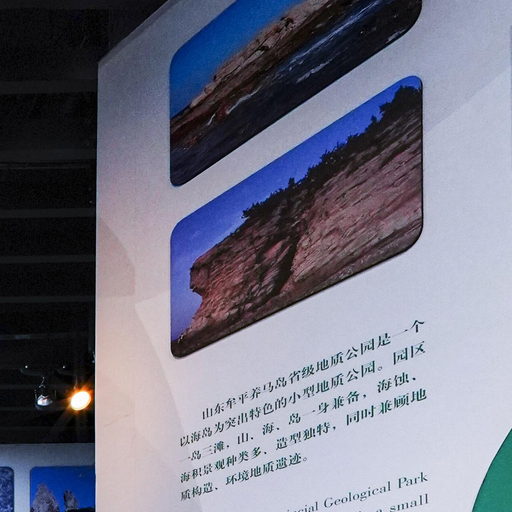 山东牟平养马岛省级地质公园是一个
以海岛为突出特色的小型地质公园。园区
一岛三滩，山、海、岛一身兼备，海蚀、
海积景观种类多、造型独特，同时兼顾地
质构造、环境地质遗迹。
Geological Park
a small